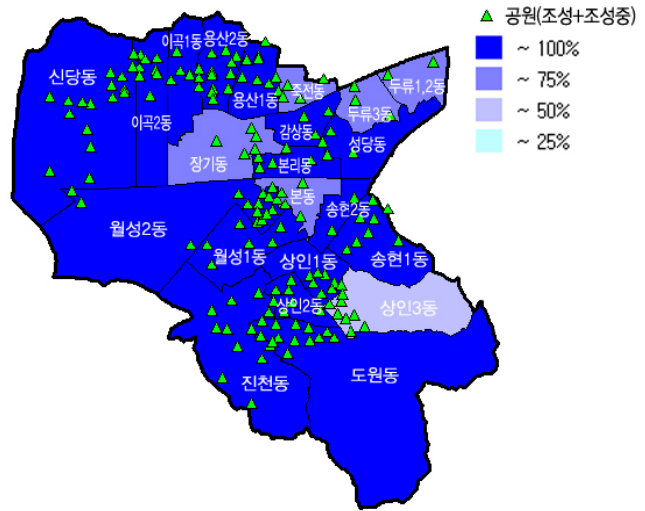 공원(조성+조성중)
~ 100%
~ 75%
~ 50%
~ 25%
이곡1동
용산2동
신당동
두류1,2동
죽전동
용산1동
두류3동
이곡2동
감삼동
성당동
장기동
본리동
본동
송현2동
월성2동
월성1동
상인1동
송현1동
상인2동
상인3동
진천동
도원동